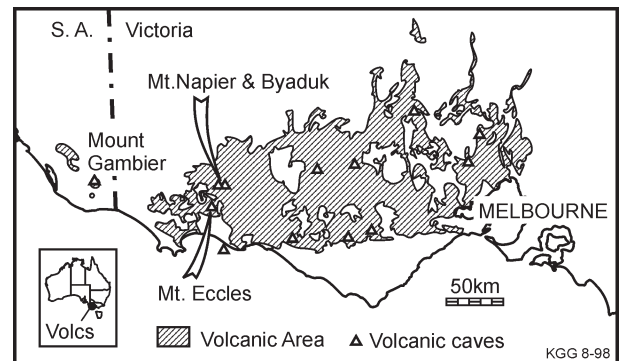 S. A. Victoria
Mt.Napier & Byaduk
Mount
Gambier
MELBOURNE
Mt. Eccles
50km
Volcs
Volcanic Area
Volcanic caves
KGG 8-98